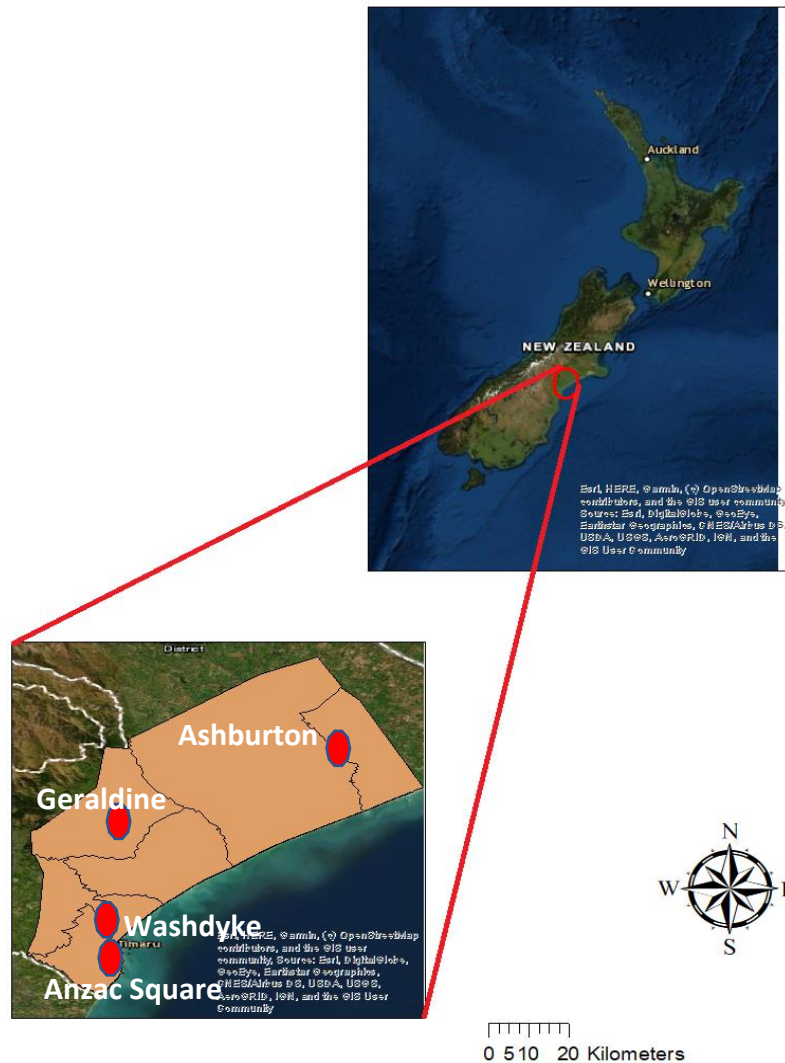 Auckland
Wellington
NEW ZEALAND
Esri, HERE, Garmin, (c) OpenStreetMap
contributors, and the GIS user community
Source: Esri, DigitalGlobe, GeoEye,
Earthstar Geographics, CNES/Airbus DS,
USDA, USGS, AeroGRID, IGN, and the
GIS User Community
District
Ashburton
Geraldine
Washdyke
Timaru
Anzac Square
Esri, HERE, Garmin, (c) OpenStreetMap
contributors, and the GIS user
community, Source: Esri, DigitalGlobe,
GeoEye, Earthstar Geographics,
CNES/Airbus DS, USDA, USGS,
AeroGRID, IGN, and the GIS User
Community
N
W E
S
0 5 10 20 Kilometers